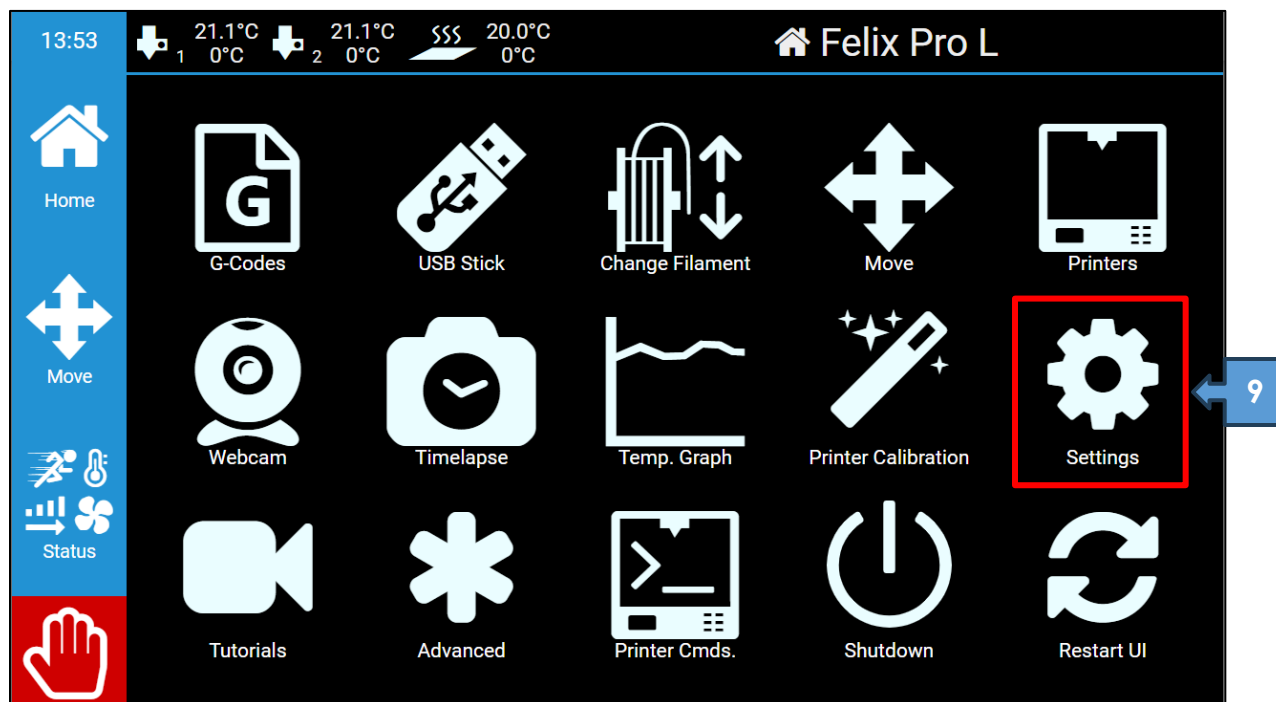 13:53
1 21.1°C 0°C
2 21.1°C 0°C
20.0°C 0°C
Felix Pro L
Home
Move
Status
G
G-Codes
USB Stick
Change Filament
Move
Printers
Webcam
Timelapse
Temp. Graph
Printer Calibration
Settings
9
Tutorials
Advanced
>_
Printer Cmds.
Shutdown
Restart UI